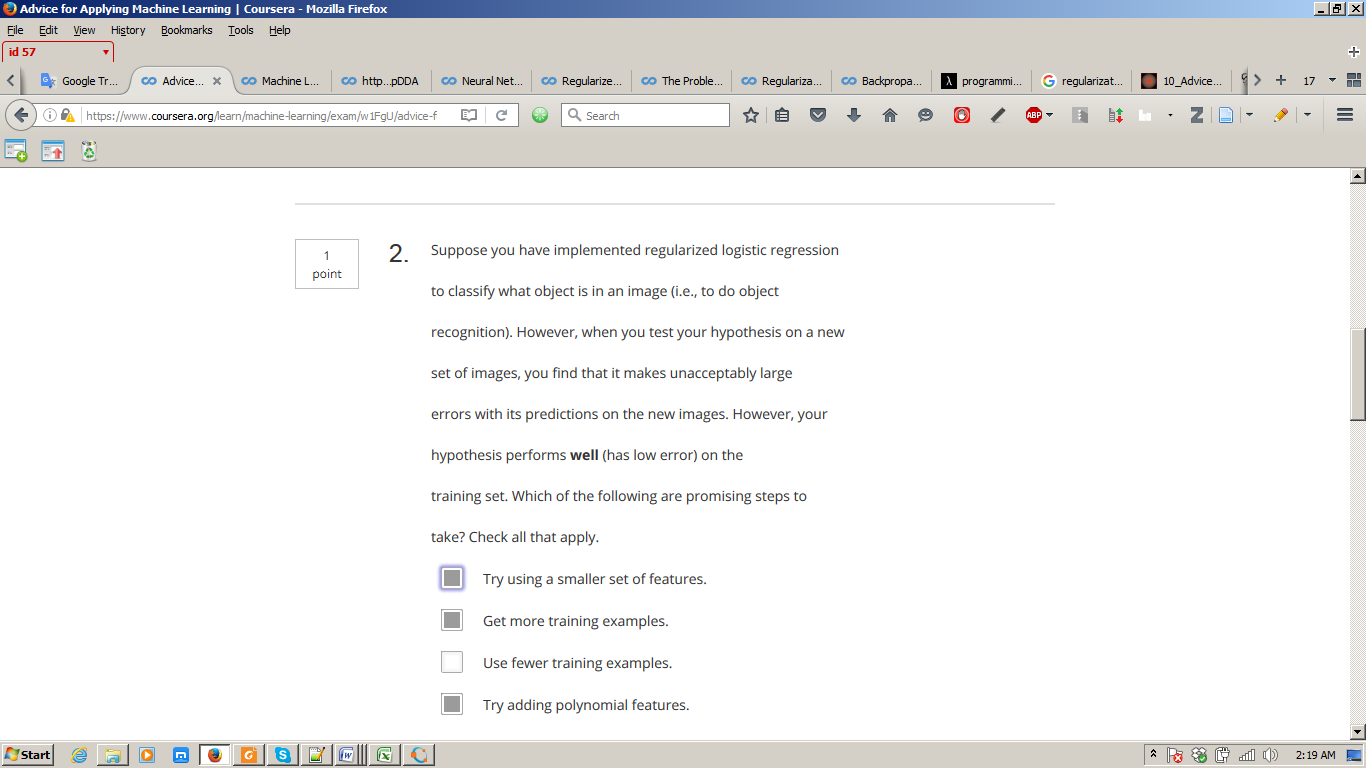 Advice for Applying Machine Learning | Coursera - Mozilla Firefox
File Edit View History Bookmarks Tools Help
id 57
Google Tr... Advice... Machine L... http...pDDA Neural Net... Regularize... The Proble... Regulariza... Backpropa... programmi... regularizat... 10_Advice... 17
https://www.coursera.org/learn/machine-learning/exam/w1FgU/advice-f Search ABP
1
point
2. Suppose you have implemented regularized logistic regression
to classify what object is in an image (i.e., to do object
recognition). However, when you test your hypothesis on a new
set of images, you find that it makes unacceptably large
errors with its predictions on the new images. However, your
hypothesis performs well (has low error) on the
training set. Which of the following are promising steps to
take? Check all that apply.
Try using a smaller set of features.
Get more training examples.
Use fewer training examples.
Try adding polynomial features.
Start 2:19 AM